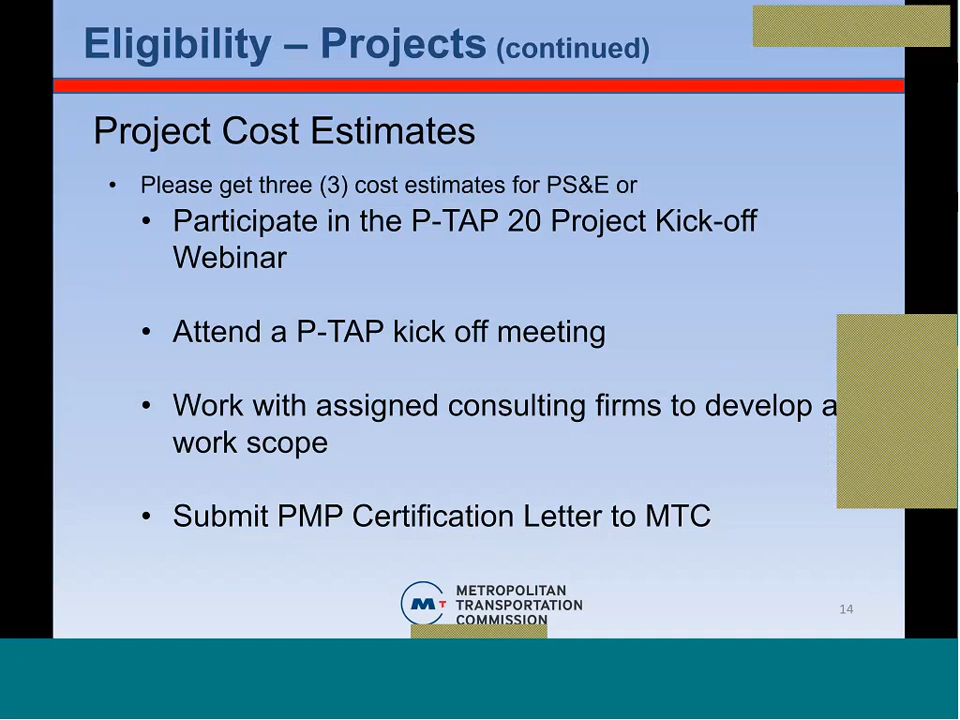 Eligibility – Projects (continued)
Project Cost Estimates
• Please get three (3) cost estimates for PS&E or
• Participate in the P-TAP 20 Project Kick-off
Webinar
• Attend a P-TAP kick off meeting
• Work with assigned consulting firms to develop a
work scope
• Submit PMP Certification Letter to MTC
MT
METROPOLITAN
TRANSPORTATION
COMMISSION
14